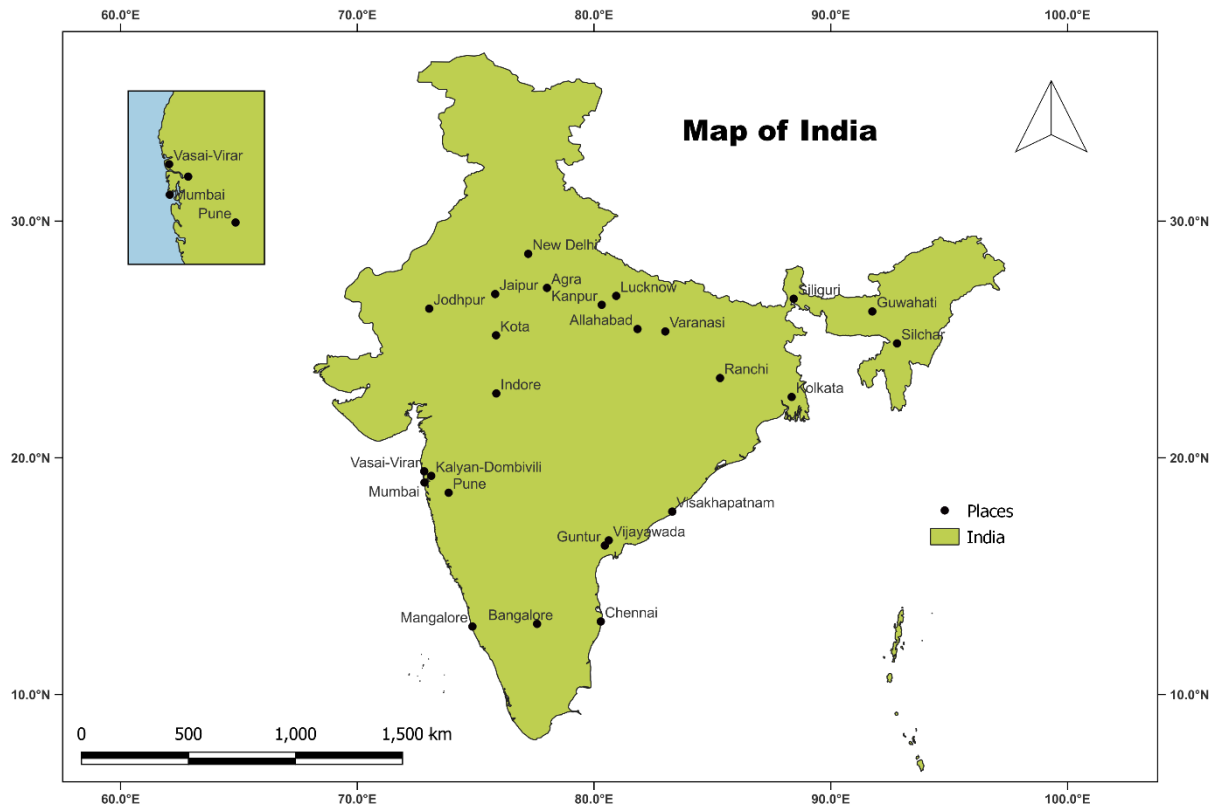 60.0°E 70.0°E 80.0°E 90.0°E 100.0°E
Map of India
Vasai-Virar
Mumbai
Pune
30.0°N 30.0°N
New Delhi
Jaipur
Agra
Kanpur
Lucknow
Jodhpur
Siliguri
Guwahati
Kota
Allahabad
Varanasi
Silchar
Ranchi
Indore
Kolkata
20.0°N 20.0°N
Vasai-Virar
Kalyan-Dombivili
Mumbai
Pune
Visakhapatnam
Places
India
Guntur
Vijayawada
Mangalore
Bangalore
Chennai
10.0°N 10.0°N
0 500 1,000 1,500 km
60.0°E 70.0°E 80.0°E 90.0°E 100.0°E